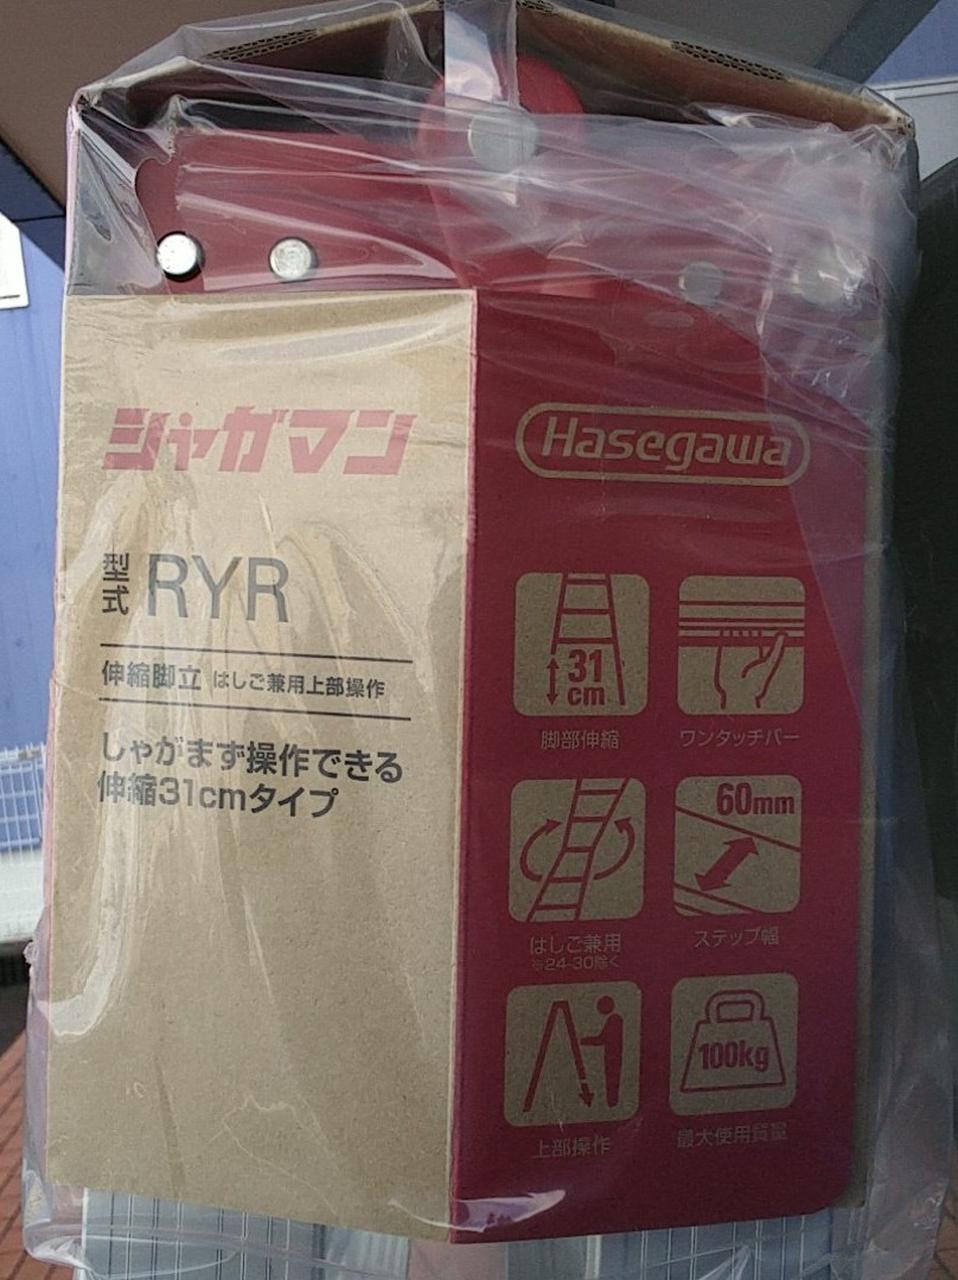 シャガマン
型式 RYR
伸縮脚立 はしご兼用上部操作
しゃがまず操作できる
伸縮31cmタイプ
Hasegawa
31
cm
脚部伸縮
ワンタッチバー
はしご兼用
※24-30除く
60mm
ステップ幅
上部操作
100kg
最大使用質量